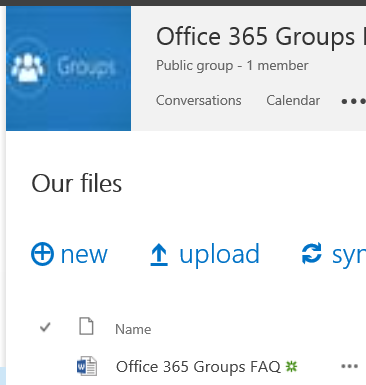 Groups
Office 365 Groups
Public group - 1 member
Conversations Calendar
Our files
new upload
Name
Office 365 Groups FAQ